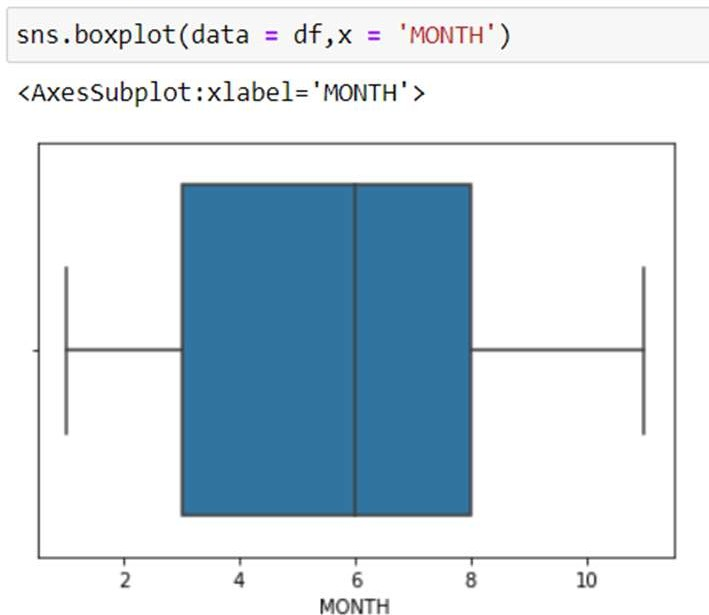 sns.boxplot(data = df,x = 'MONTH')
<AxesSubplot:xlabel='MONTH'>
2 4 6 8 10
MONTH